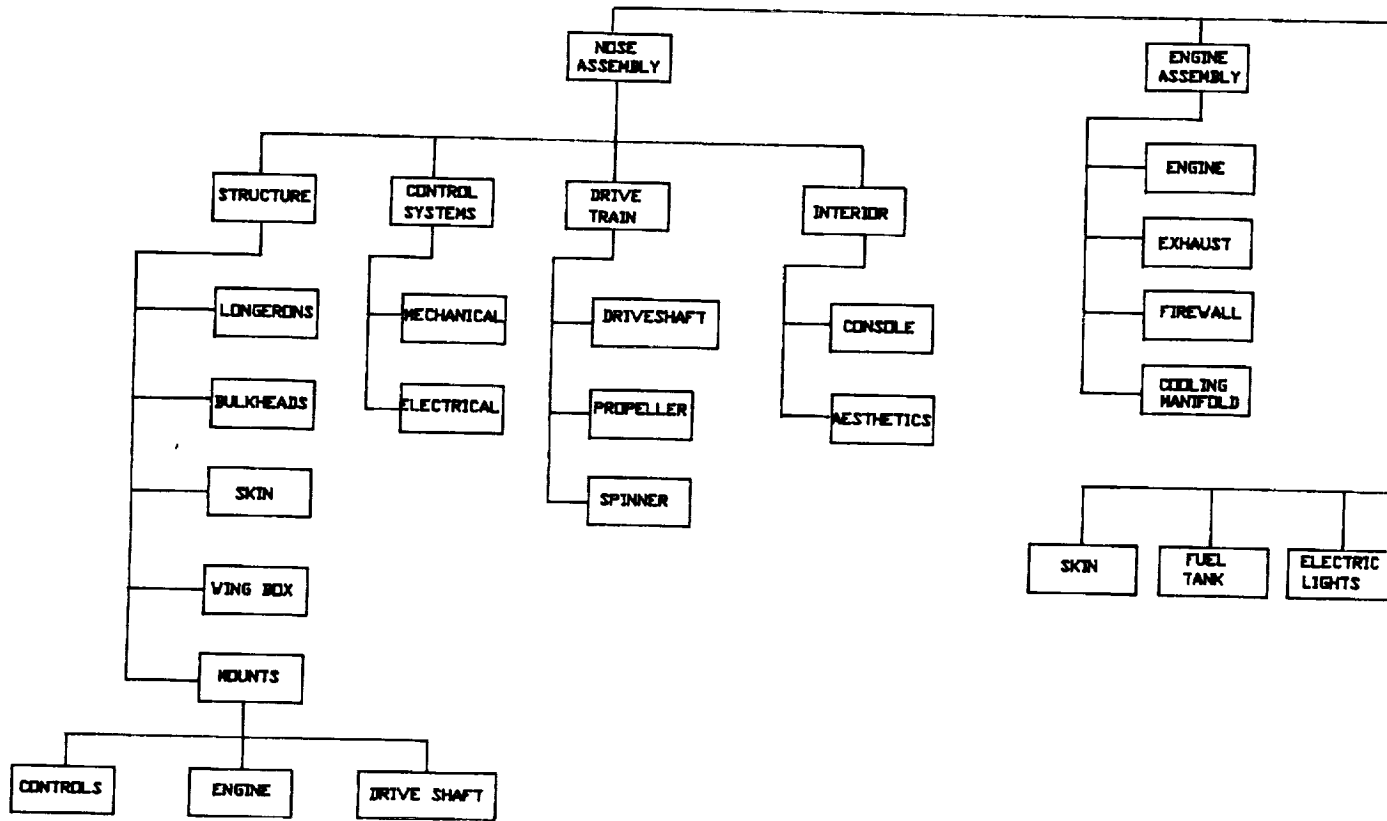 NOSE
ASSEMBLY
ENGINE
ASSEMBLY
STRUCTURE
CONTROL
SYSTEMS
DRIVE
TRAIN
INTERIOR
ENGINE
EXHAUST
FIREWALL
COOLING
MANIFOLD
LONGERONS
BULKHEADS
SKIN
WING BOX
MOUNTS
MECHANICAL
ELECTRICAL
DRIVESHAFT
PROPELLER
SPINNER
CONSOLE
AESTHETICS
SKIN
FUEL
TANK
ELECTRIC
LIGHTS
CONTROLS
ENGINE
DRIVE SHAFT